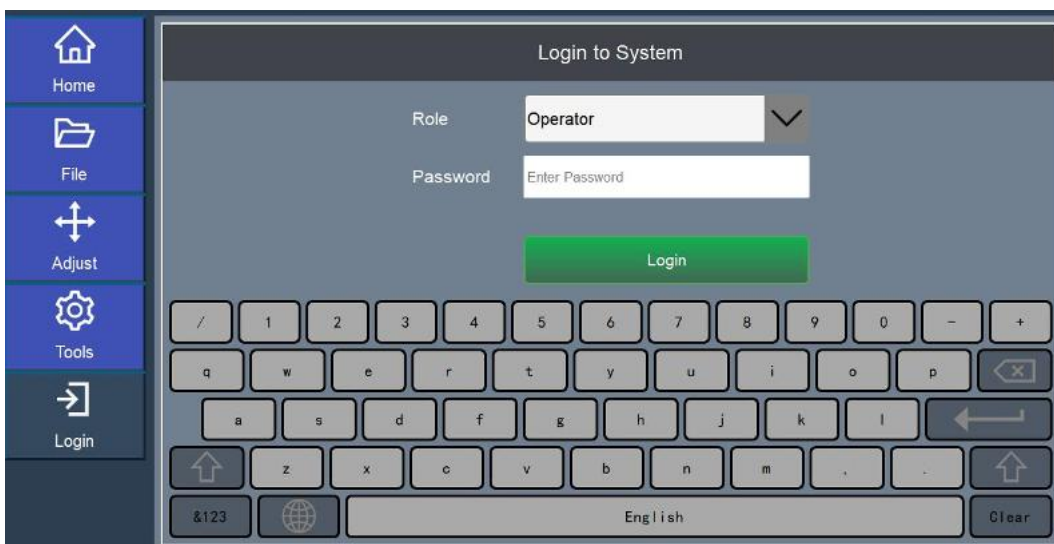 Home
File
Adjust
Tools
Login
Login to System
Role
Operator
Password
Enter Password
Login
/ 1 2 3 4 5 6 7 8 9 0 - +
q w e r t y u i o p
a s d f g h j k l
z x c v b n m , .
&123 English Clear